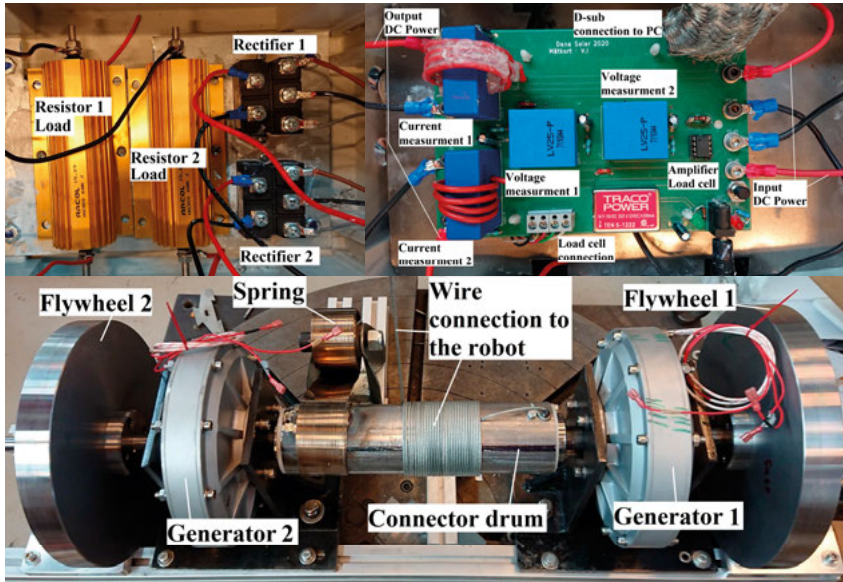 Rectifier 1
Resistor 1
Load
Resistor 2
Load
Rectifier 2
Output
DC Power
D-sub
connection to PC
Dana Salar 2020
Voltage
measurment 2
Current
measurment 1
LV25-P
LV25-P
Voltage
measurment 1
Amplifier
Load cell
TRACO
POWER
Input
DC Power
Current
measurment 2
Load cell
connection
Flywheel 2
Spring
Wire
connection to
the robot
Flywheel 1
Generator 2
Connector drum
Generator 1